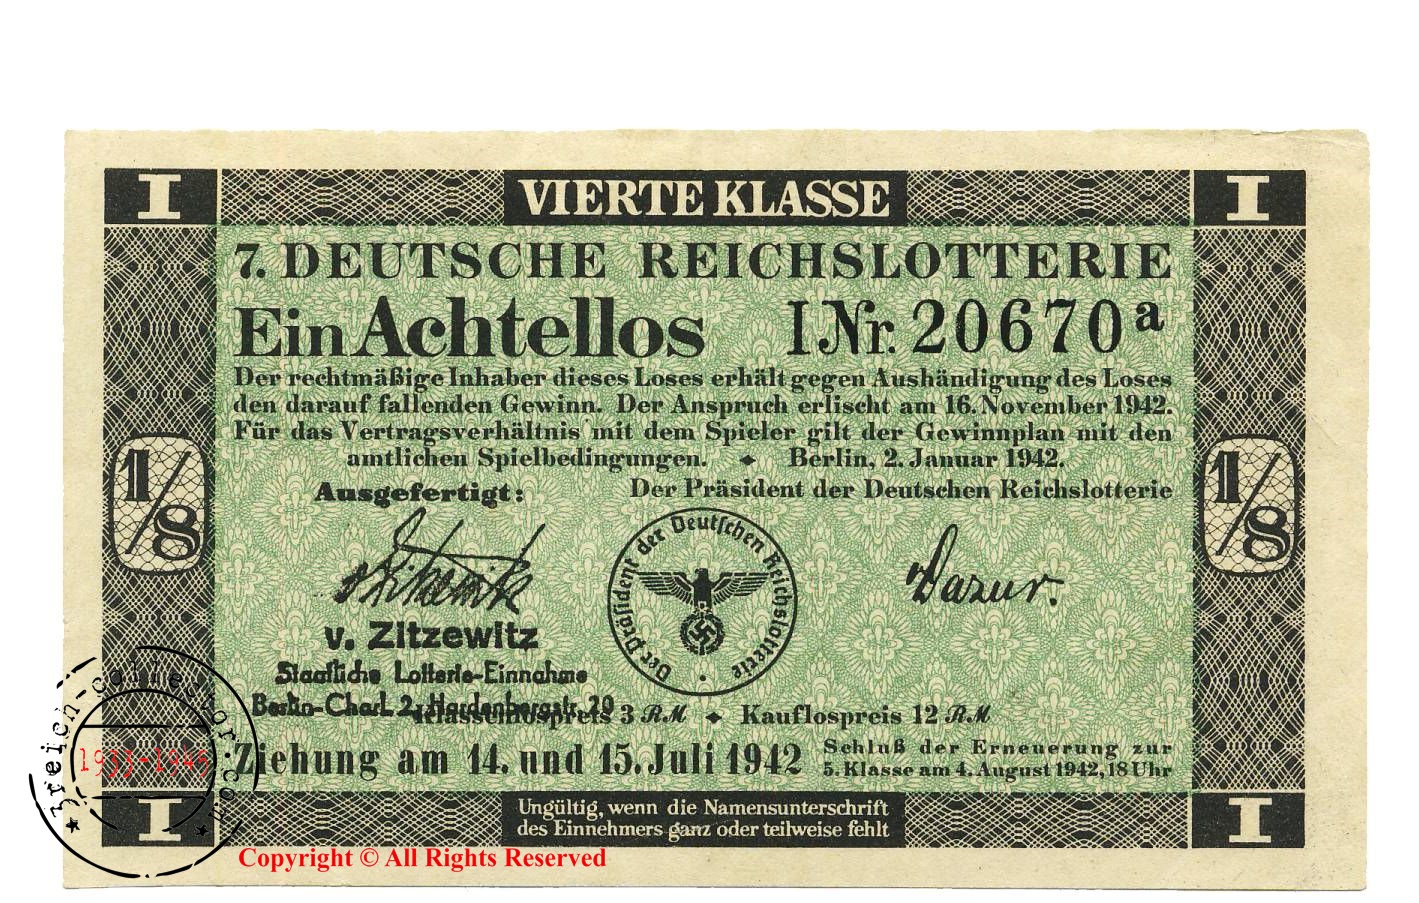 I VIERTE KLASSE I
7. DEUTSCHE REICHSLOTTERIE
Ein Achtellos I Nr. 20670 a
Der rechtmäßige Inhaber dieses Loses erhält gegen Aushändigung des Loses
den darauf fallenden Gewinn. Der Anspruch erlischt am 16. November 1942.
Für das Vertragsverhältnis mit dem Spieler gilt der Gewinnplan mit den
amtlichen Spielbedingungen. Berlin, 2. Januar 1942.
1/8 1/8
Ausgefertigt: Der Präsident der Deutschen Reichslotterie
Der Präsident der Deutschen Reichslotterie
v. Zitzewitz
Staatliche Lotterie-Einnahme
Berlin-Charl. 2, Hardenbergstr. 20
Klassenlospreis 3 RM Kauflospreis 12 RM
Ziehung am 14. und 15. Juli 1942 Schluß der Erneuerung zur
5. Klasse am 4. August 1942, 18 Uhr
I Ungültig, wenn die Namensunterschrift I
des Einnehmers ganz oder teilweise fehlt
3reich-collector.com
1933-1945
Copyright © All Rights Reserved